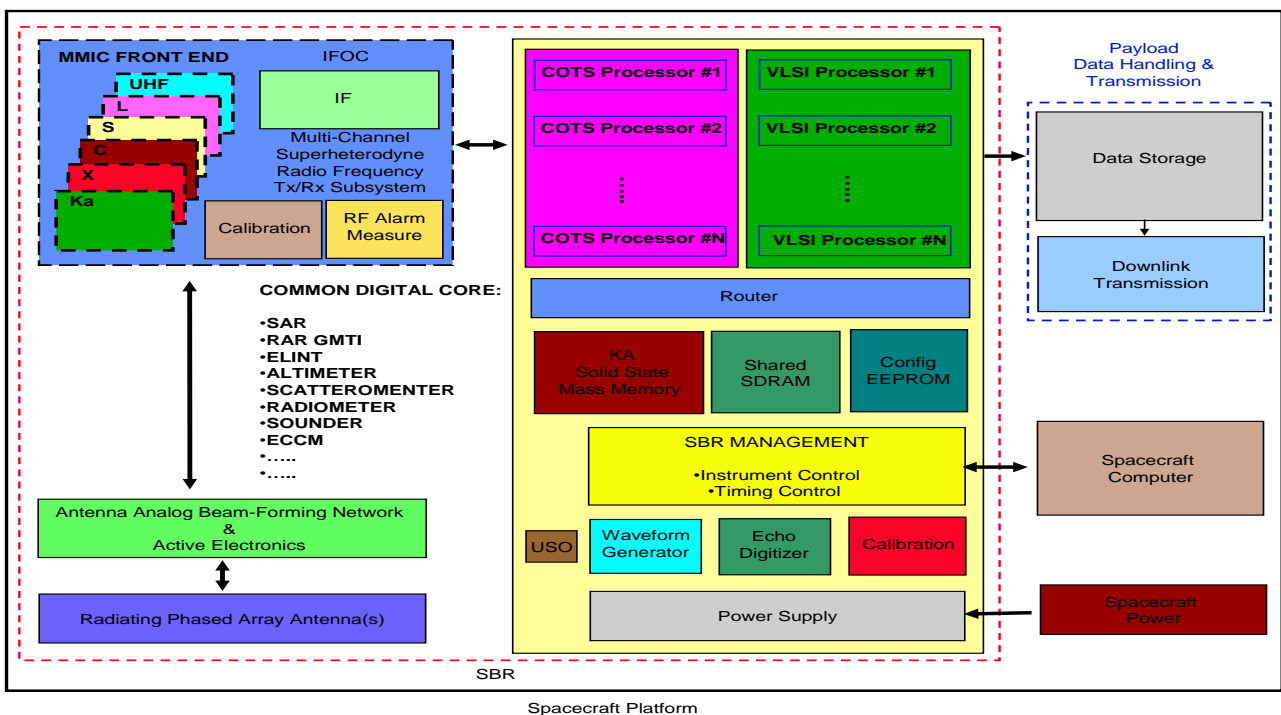 MMIC FRONT END
IFOC
UHF
L
S
C
X
Ka
IF
Multi-Channel
Superheterodyne
Radio Frequency
Tx/Rx Subsystem
Calibration
RF Alarm
Measure
COMMON DIGITAL CORE:
•SAR
•RAR GMTI
•ELINT
•ALTIMETER
•SCATTEROMENTER
•RADIOMETER
•SOUNDER
•ECCM
•…..
•…..
Antenna Analog Beam-Forming Network
&
Active Electronics
Radiating Phased Array Antenna(s)
COTS Processor #1
COTS Processor #2
COTS Processor #N
VLSI Processor #1
VLSI Processor #2
VLSI Processor #N
Router
KA
Solid State
Mass Memory
Shared
SDRAM
Config
EEPROM
SBR MANAGEMENT
•Instrument Control
•Timing Control
USO
Waveform
Generator
Echo
Digitizer
Calibration
Power Supply
Payload
Data Handling &
Transmission
Data Storage
Downlink
Transmission
Spacecraft
Computer
Spacecraft
Power
SBR
Spacecraft Platform